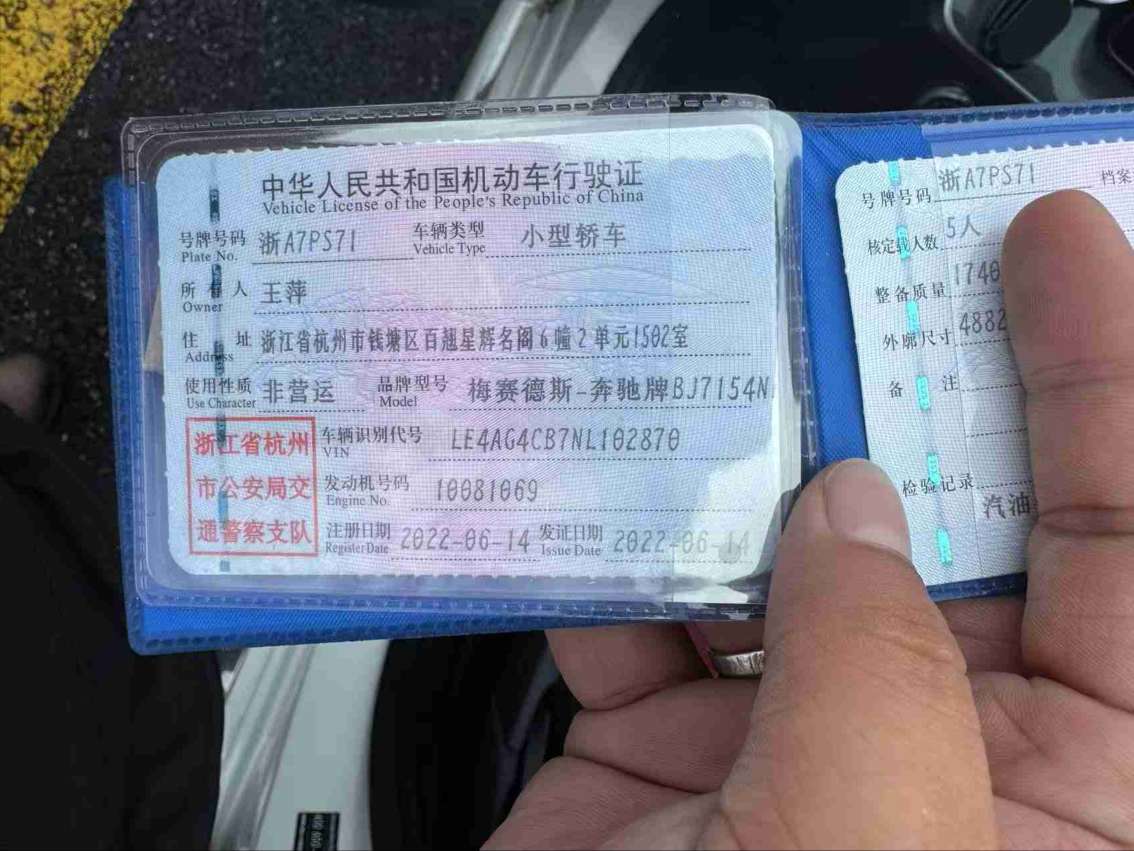 中华人民共和国机动车行驶证
Vehicle License of the People's Republic of China
号牌号码 浙A7PS71 车辆类型 小型轿车
Plate No. Vehicle Type
所有人 王萍
Owner
住址 浙江省杭州市钱塘区百翘星辉名阁6幢2单元1502室
Address
使用性质 非营运 品牌型号 梅赛德斯-奔驰牌BJ7154N
Use Character Model
浙江省杭州
市公安局交
通警察支队
车辆识别代号 LE4AG4CB7NL102870
VIN
发动机号码 10081069
Engine No.
注册日期 2022-06-14 发证日期 2022-06-14
Register Date Issue Date
号牌号码 浙A7PS71 档案
核定载人数 5人
整备质量 1740
外廓尺寸 4882
备注
检验记录
汽油